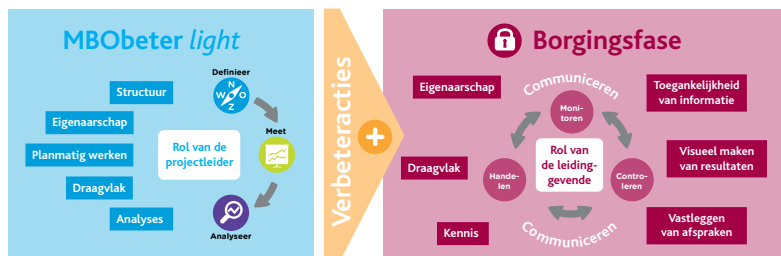 MBObeter light
Structuur
Eigenaarschap
Planmatig werken
Draagvlak
Analyses
Rol van de
projectleider
Definieer
N
W O
Z
Meet
Analyseer
Verbeteracties
+
Borgingsfase
Eigenaarschap
Draagvlak
Kennis
Communiceren
Moni-
toren
Rol van
de leiding-
gevende
Hande-
len
Contro-
leren
Communiceren
Toegankelijkheid
van informatie
Visueel maken
van resultaten
Vastleggen
van afspraken